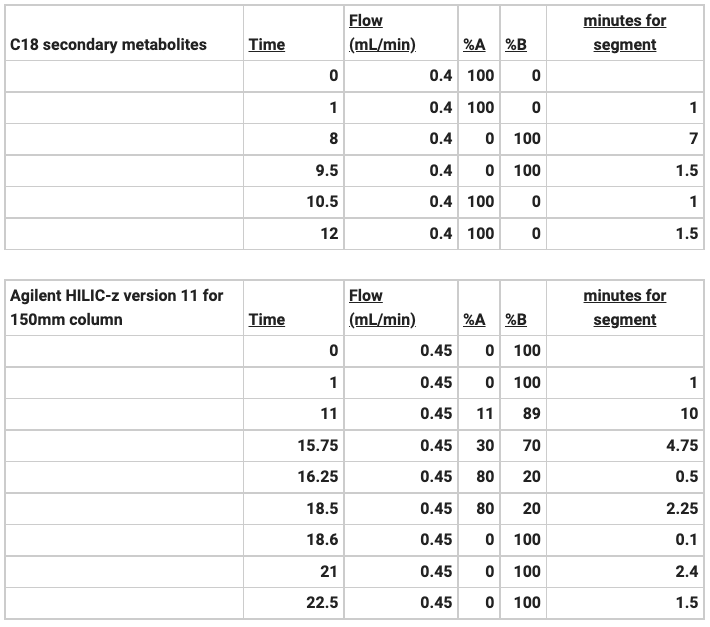 C18 secondary metabolites Time Flow (mL/min) %A %B minutes for segment
0 0.4 100 0
1 0.4 100 0 1
8 0.4 0 100 7
9.5 0.4 0 100 1.5
10.5 0.4 100 0 1
12 0.4 100 0 1.5
Agilent HILIC-z version 11 for 150mm column Time Flow (mL/min) %A %B minutes for segment
0 0.45 0 100
1 0.45 0 100 1
11 0.45 11 89 10
15.75 0.45 30 70 4.75
16.25 0.45 80 20 0.5
18.5 0.45 80 20 2.25
18.6 0.45 0 100 0.1
21 0.45 0 100 2.4
22.5 0.45 0 100 1.5